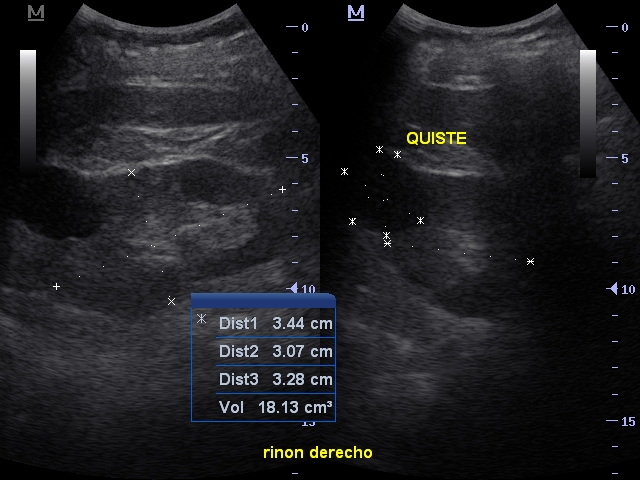 M
M
0
0
QUISTE
5
5
10
10
Dist1 3.44 cm
Dist2 3.07 cm
Dist3 3.28 cm
Vol 18.13 cm³
15
15
rinon derecho